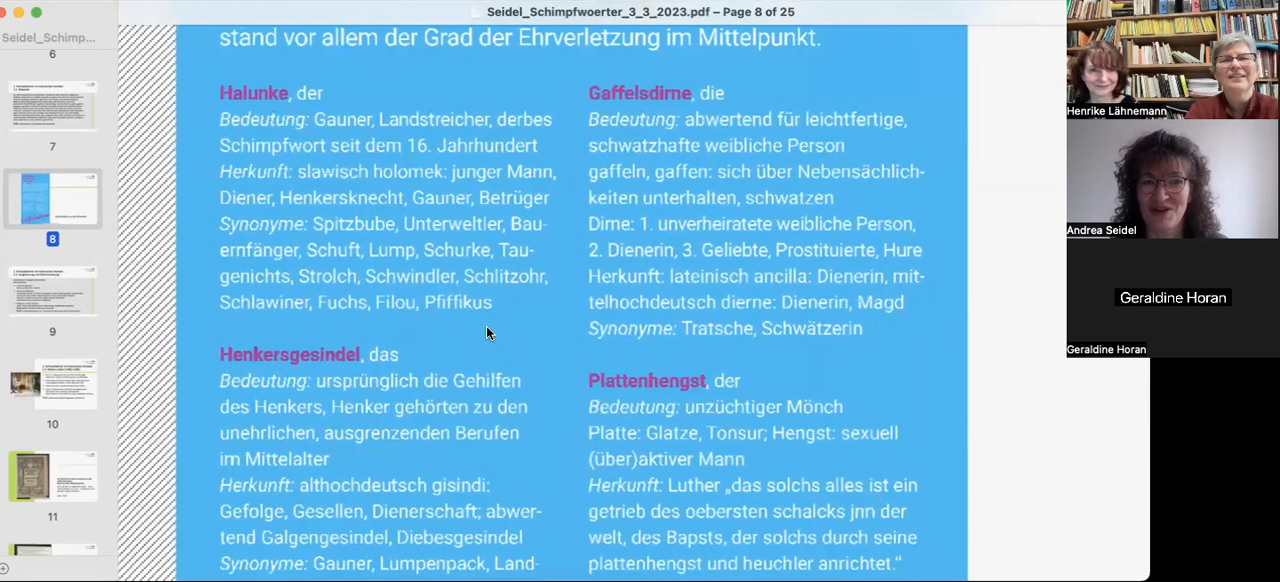 Seidel_Schimpfwoerter_3_3_2023.pdf – Page 8 of 25
Seidel_Schimp...
6
7
8
9
10
11
stand vor allem der Grad der Ehrverletzung im Mittelpunkt.
Halunke, der
Bedeutung: Gauner, Landstreicher, derbes
Schimpfwort seit dem 16. Jahrhundert
Herkunft: slawisch holomek: junger Mann,
Diener, Henkersknecht, Gauner, Betrüger
Synonyme: Spitzbube, Unterweltler, Bau-
ernfänger, Schuft, Lump, Schurke, Tau-
genichts, Strolch, Schwindler, Schlitzohr,
Schlawiner, Fuchs, Filou, Pfiffikus
Henkersgesindel, das
Bedeutung: ursprünglich die Gehilfen
des Henkers, Henker gehörten zu den
unehrlichen, ausgrenzenden Berufen
im Mittelalter
Herkunft: althochdeutsch gisindi:
Gefolge, Gesellen, Dienerschaft; abwer-
tend Galgengesindel, Diebesgesindel
Synonyme: Gauner, Lumpenpack, Land-
Gaffelsdirne, die
Bedeutung: abwertend für leichtfertige,
schwatzhafte weibliche Person
gaffeln, gaffen: sich über Nebensächlich-
keiten unterhalten, schwatzen
Dirne: 1. unverheiratete weibliche Person,
2. Dienerin, 3. Geliebte, Prostituierte, Hure
Herkunft: lateinisch ancilla: Dienerin, mit-
telhochdeutsch dierne: Dienerin, Magd
Synonyme: Tratsche, Schwätzerin
Plattenhengst, der
Bedeutung: unzüchtiger Mönch
Platte: Glatze, Tonsur; Hengst: sexuell
(über)aktiver Mann
Herkunft: Luther „das solchs alles ist ein
getrieb des oebersten schalcks jnn der
welt, des Bapsts, der solchs durch seine
plattenhengst und heuchler anrichtet.“
Henrike Lähnemann
Andrea Seidel
Geraldine Horan
Geraldine Horan